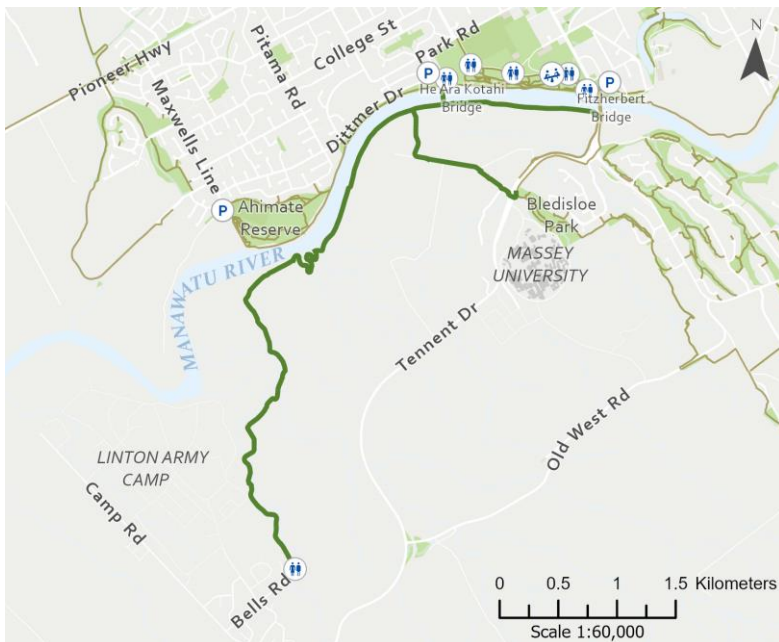 N
Pioneer Hwy
Pitama Rd
College St
Park Rd
P
P
He Ara Kotahi
Bridge
Fitzherbert
Bridge
Maxwells Line
Dittmer Dr
P
Ahimate
Reserve
Bledisloe
Park
MANAWATU RIVER
MASSEY
UNIVERSITY
Tennent Dr
Old West Rd
LINTON ARMY
CAMP
Camp Rd
Bells Rd
0 0.5 1 1.5 Kilometers
Scale 1:60,000